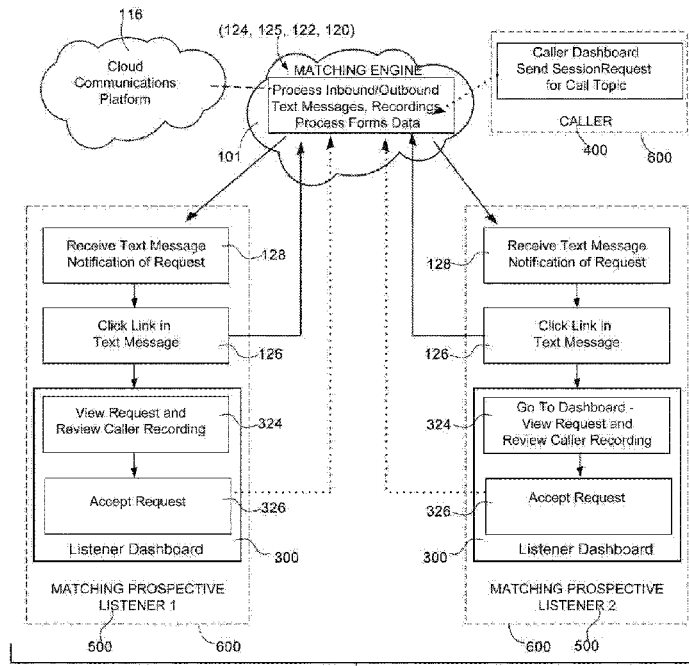 116
(124, 125, 122, 120)
Cloud
Communications
Platform
MATCHING ENGINE
Process Inbound/Outbound
Text Messages, Recordings,
Process Forms Data
101
Caller Dashboard
Send SessionRequest
for Call Topic
CALLER
400
600
Receive Text Message
Notification of Request
128
Click Link in
Text Message
126
View Request and
Review Caller Recording
324
Accept Request
326
Listener Dashboard
300
MATCHING PROSPECTIVE
LISTENER 1
500
600
Receive Text Message
Notification of Request
128
Click Link in
Text Message
126
Go To Dashboard -
View Request and
Review Caller Recording
324
Accept Request
326
300
Listener Dashboard
MATCHING PROSPECTIVE
LISTENER 2
600
500